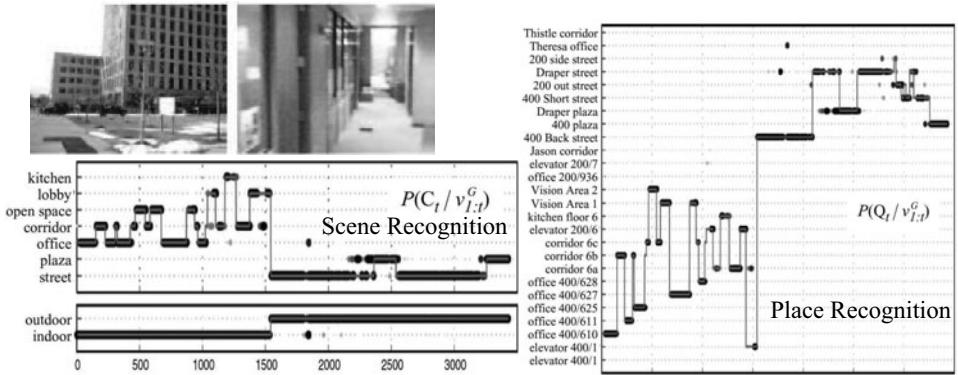 kitchen
lobby
open space
corridor
office
plaza
street
P(C_t / v^G_{1:t})
Scene Recognition
outdoor
indoor
0 500 1000 1500 2000 2500 3000
Thistle corridor
Theresa office
200 side street
Draper street
200 out street
400 Short street
Draper plaza
400 plaza
400 Back street
Jason corridor
elevator 200/7
office 200/936
Vision Area 2
Vision Area 1
kitchen floor 6
elevator 200/6
corridor 6c
corridor 6b
corridor 6a
office 400/628
office 400/627
office 400/625
office 400/611
office 400/610
elevator 400/1
elevator 400/1
P(Q_t / v^G_{1:t})
Place Recognition